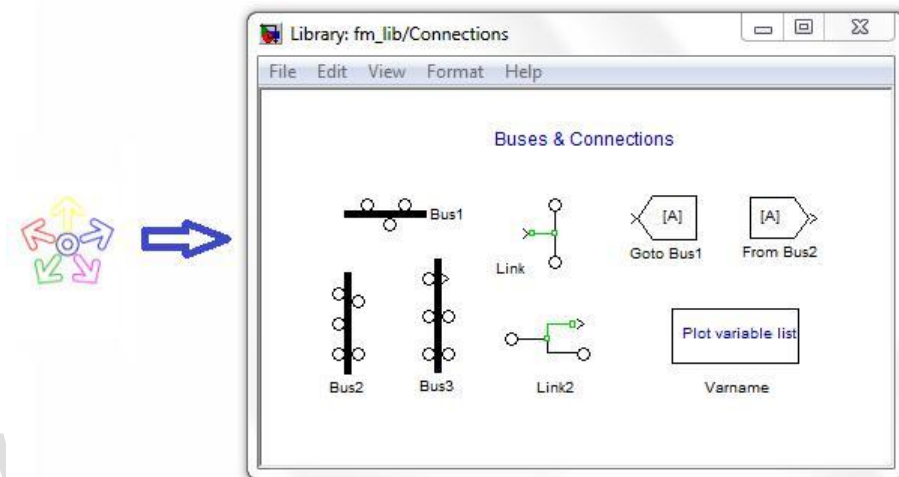 Library: fm_lib/Connections
File Edit View Format Help
Buses & Connections
Bus1
[A]
[A]
Link
Goto Bus1
From Bus2
Plot variable list
Bus2
Bus3
Link2
Varname